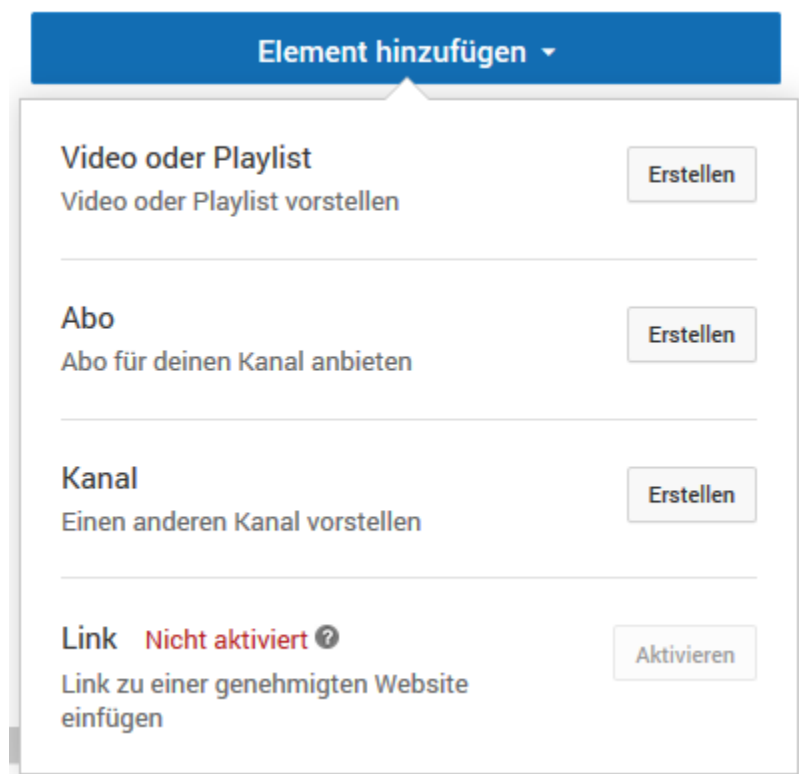 Element hinzufügen
Video oder Playlist
Video oder Playlist vorstellen
Erstellen
Abo
Abo für deinen Kanal anbieten
Erstellen
Kanal
Einen anderen Kanal vorstellen
Erstellen
Link Nicht aktiviert ?
Link zu einer genehmigten Website
einfügen
Aktivieren